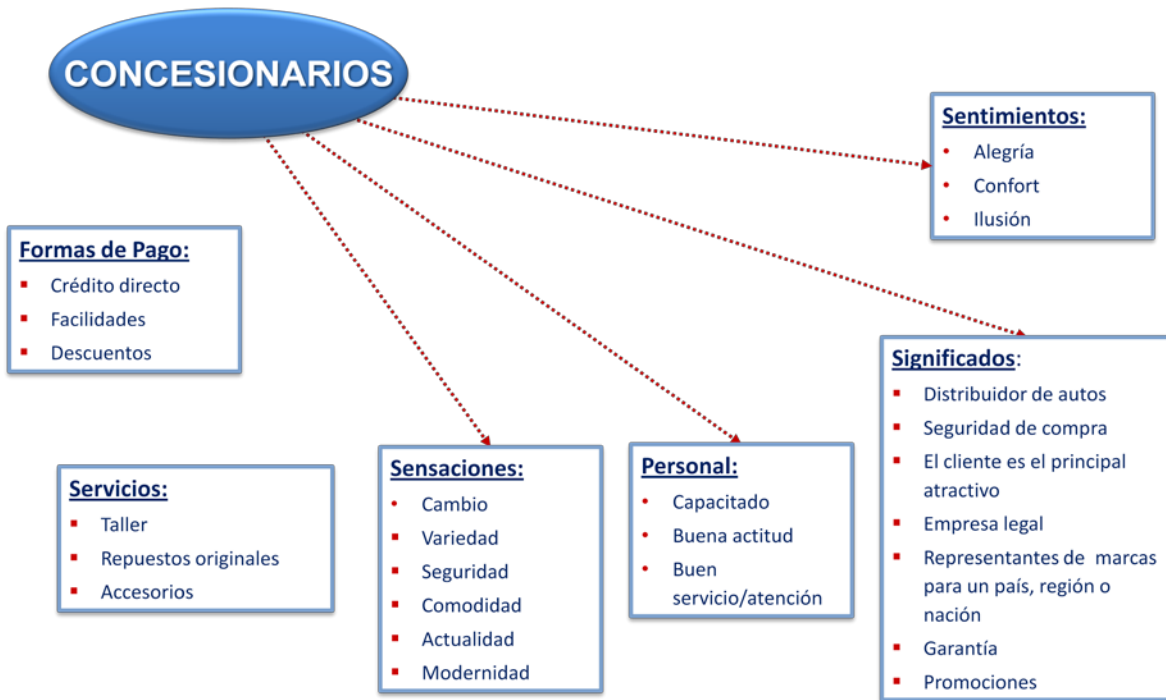 CONCESIONARIOS
Sentimientos:
• Alegría
• Confort
• Ilusión
Formas de Pago:
▪ Crédito directo
▪ Facilidades
▪ Descuentos
Servicios:
▪ Taller
▪ Repuestos originales
▪ Accesorios
Sensaciones:
• Cambio
▪ Variedad
▪ Seguridad
▪ Comodidad
▪ Actualidad
▪ Modernidad
Personal:
• Capacitado
• Buena actitud
• Buen
servicio/atención
Significados:
▪ Distribuidor de autos
▪ Seguridad de compra
▪ El cliente es el principal
atractivo
▪ Empresa legal
▪ Representantes de marcas
para un país, región o
nación
▪ Garantía
▪ Promociones